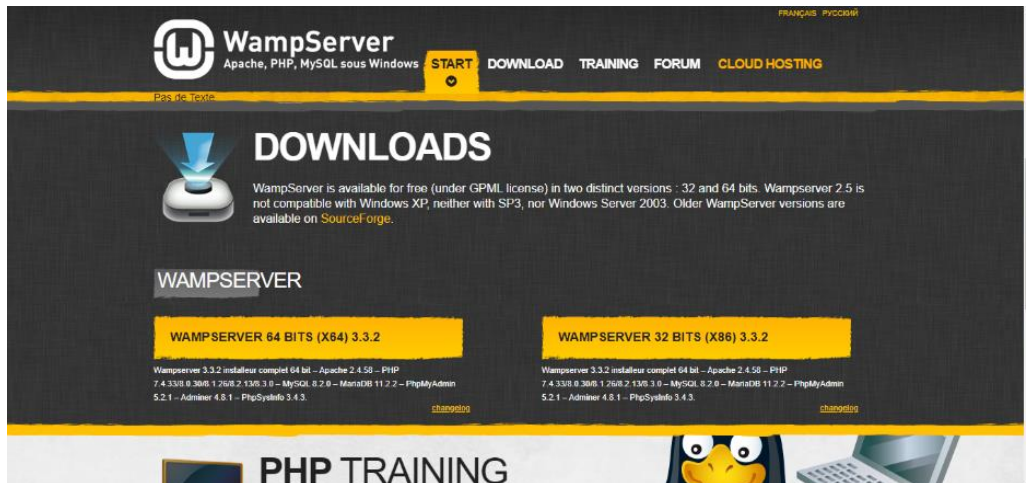 FRANÇAIS РУССКИЙ
WampServer
Apache, PHP, MySQL sous Windows
START DOWNLOAD TRAINING FORUM CLOUD HOSTING
Pas de Texte
DOWNLOADS
WampServer is available for free (under GPML license) in two distinct versions : 32 and 64 bits. Wampserver 2.5 is
not compatible with Windows XP, neither with SP3, nor Windows Server 2003. Older WampServer versions are
available on SourceForge.
WAMPSERVER
WAMPSERVER 64 BITS (X64) 3.3.2
Wampserver 3.3.2 installeur complet 64 bit – Apache 2.4.58 – PHP
7.4.33/8.0.30/8.1.26/8.2.13/8.3.0 – MySQL 8.2.0 – MariaDB 11.2.2 – PhpMyAdmin
5.2.1 – Adminer 4.8.1 – PhpSysInfo 3.4.3.
changelog
WAMPSERVER 32 BITS (X86) 3.3.2
Wampserver 3.3.2 installeur complet 64 bit – Apache 2.4.58 – PHP
7.4.33/8.0.30/8.1.26/8.2.13/8.3.0 – MySQL 8.2.0 – MariaDB 11.2.2 – PhpMyAdmin
5.2.1 – Adminer 4.8.1 – PhpSysInfo 3.4.3.
changelog
PHP TRAINING